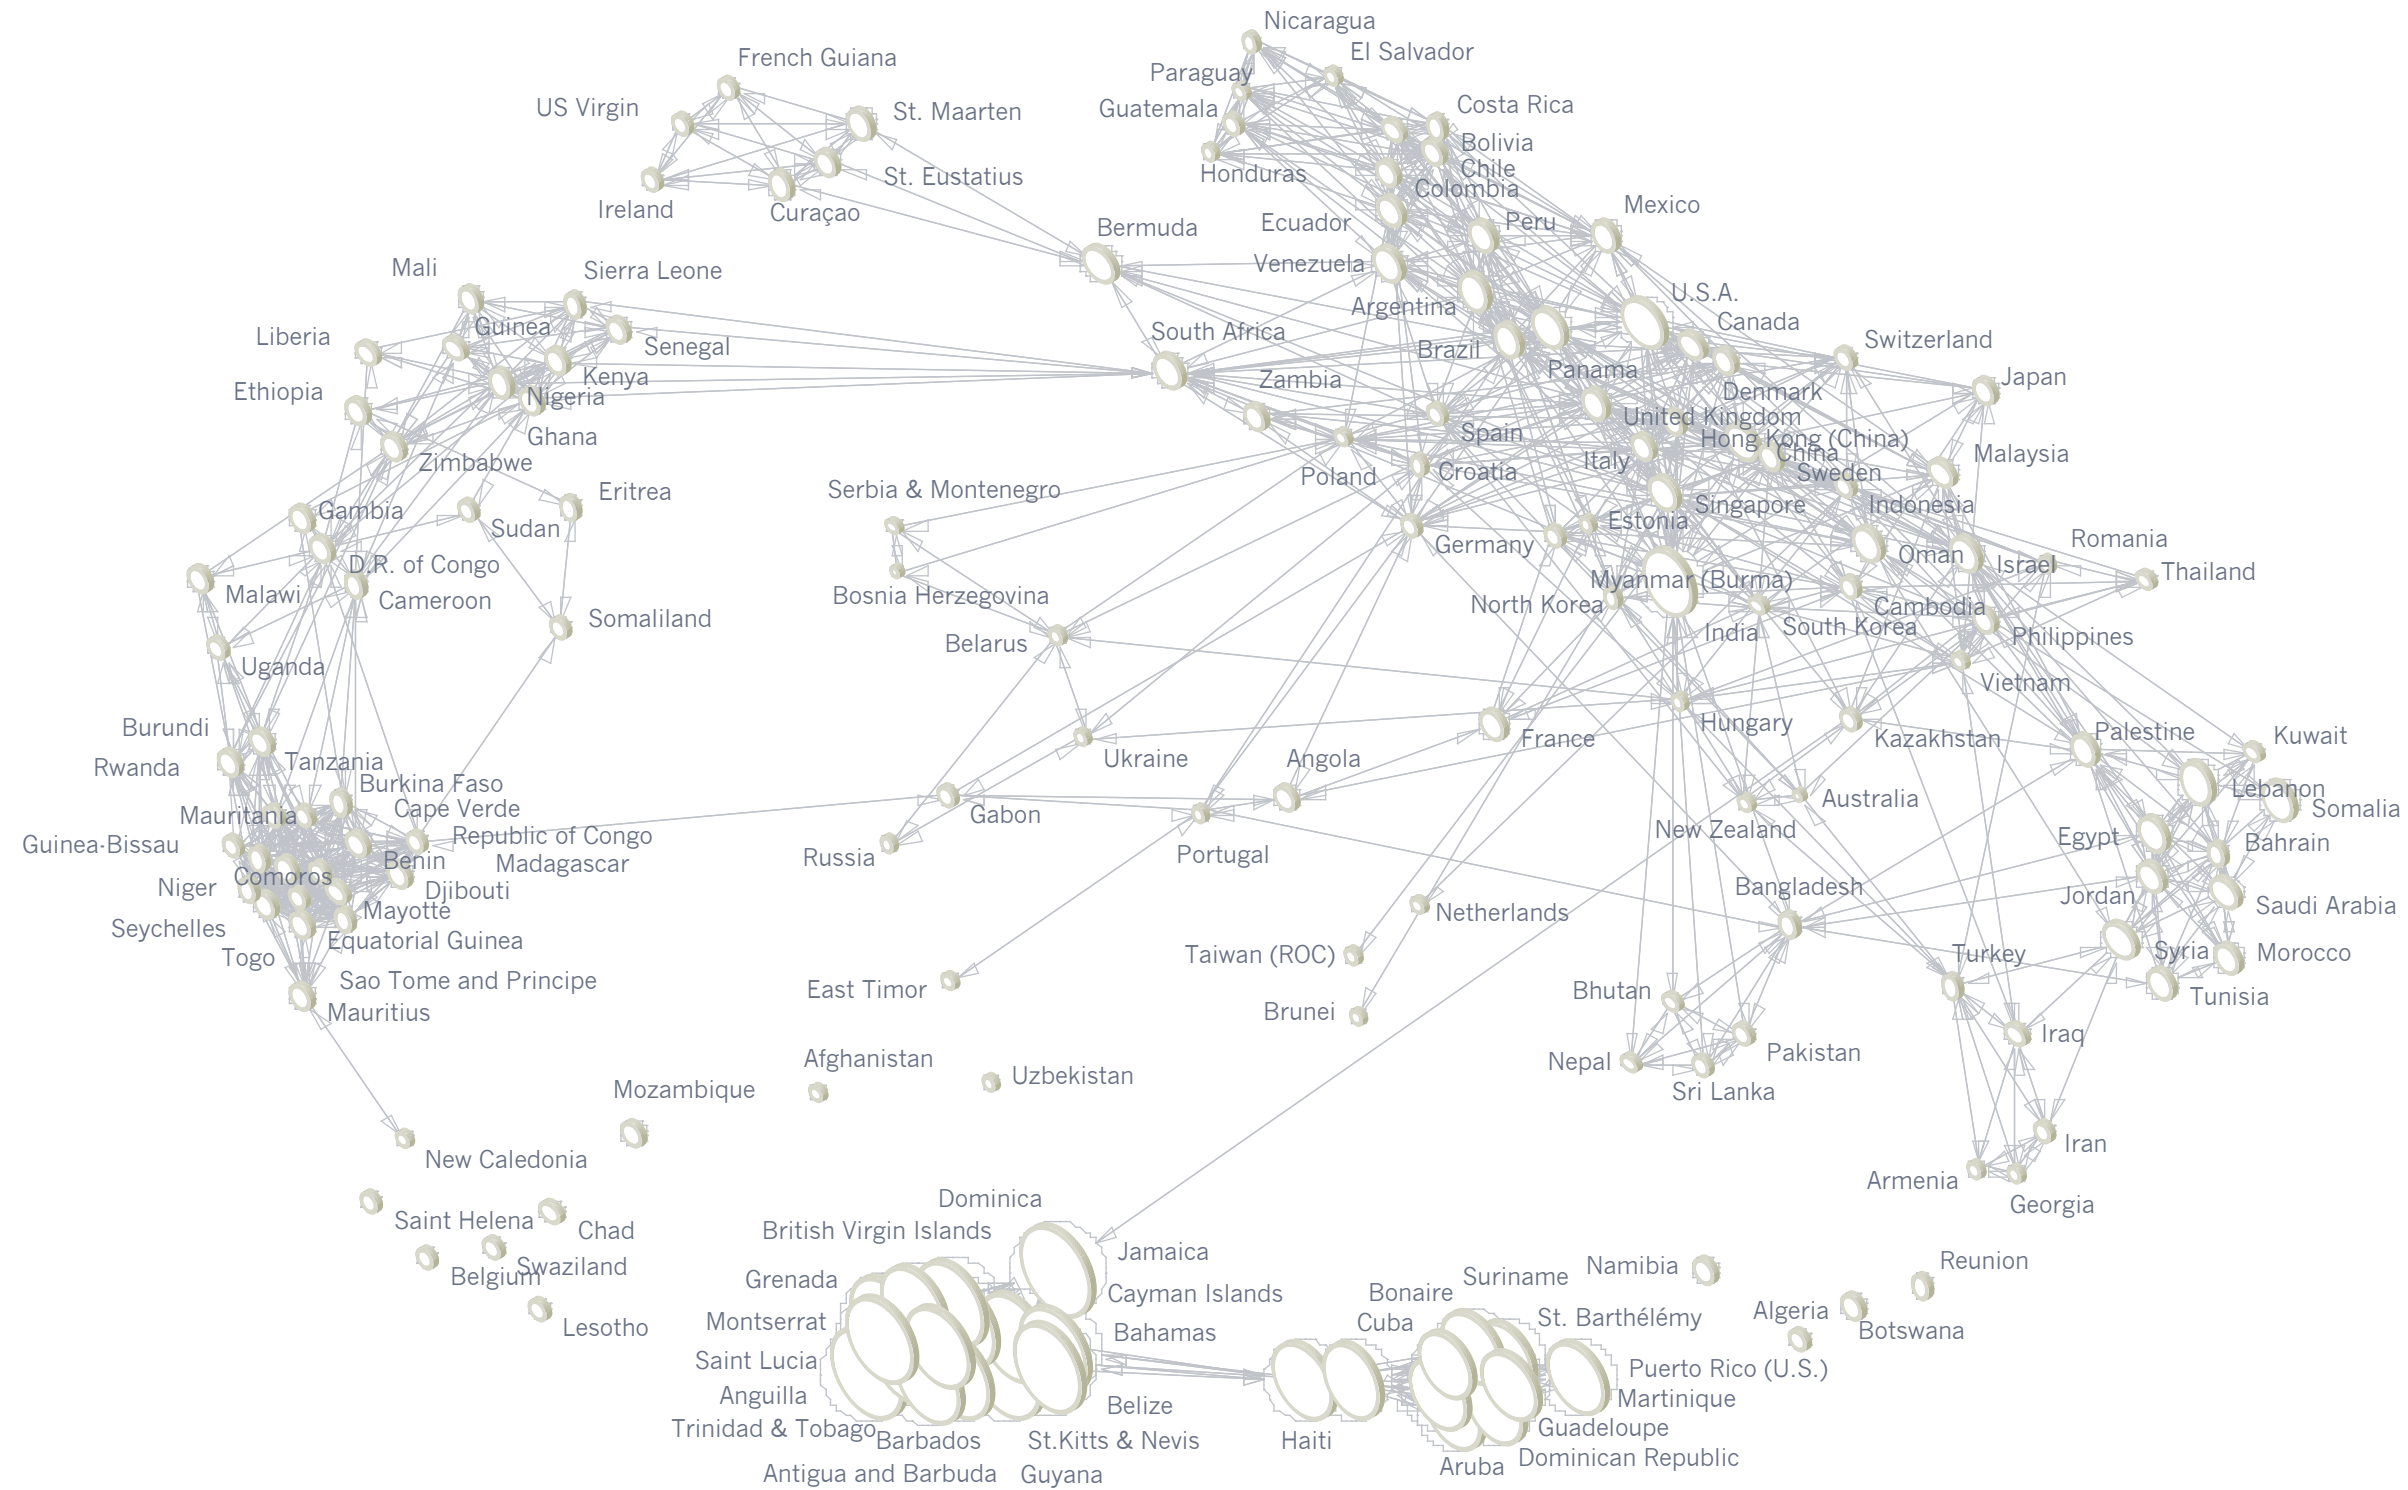 Nicaragua
El Salvador
French Guiana
Paraguay
US Virgin
St. Maarten
Guatemala
Costa Rica
Bolivia
Chile
St. Eustatius
Honduras
Colombia
Ireland
Curaçao
Mexico
Bermuda
Ecuador
Peru
Mali
Sierra Leone
Venezuela
Argentina
U.S.A.
Liberia
Guinea
Senegal
South Africa
Brazil
Canada
Switzerland
Ethiopia
Kenya
Nigeria
Zambia
Panama
Denmark
Japan
Ghana
Spain
United Kingdom
Hong Kong (China)
China
Zimbabwe
Poland
Croatia
Italy
Sweden
Malaysia
Serbia & Montenegro
Eritrea
Gambia
Sudan
Singapore
Indonesia
Estonia
D.R. of Congo
Germany
Oman
Israel
Romania
Thailand
Malawi
Cameroon
Bosnia Herzegovina
Myanmar (Burma)
North Korea
Cambodia
Somaliland
Belarus
India
South Korea
Philippines
Uganda
Vietnam
Burundi
Rwanda
Tanzania
Ukraine
Angola
France
Hungary
Kazakhstan
Palestine
Kuwait
Burkina Faso
Cape Verde
Mauritania
Gabon
Australia
Lebanon
Somalia
Guinea-Bissau
Republic of Congo
Benin
Madagascar
Russia
Portugal
New Zealand
Egypt
Bahrain
Niger
Comoros
Djibouti
Bangladesh
Jordan
Saudi Arabia
Seychelles
Mayotte
Netherlands
Togo
Equatorial Guinea
Taiwan (ROC)
Turkey
Syria
Morocco
Sao Tome and Principe
East Timor
Bhutan
Tunisia
Mauritius
Brunei
Iraq
Mozambique
Afghanistan
Uzbekistan
Nepal
Pakistan
Sri Lanka
Iran
New Caledonia
Armenia
Georgia
Saint Helena
Chad
Dominica
British Virgin Islands
Belgium
Swaziland
Grenada
Jamaica
Namibia
Reunion
Lesotho
Montserrat
Cayman Islands
Bonaire
Suriname
Algeria
Botswana
Saint Lucia
Bahamas
Cuba
St. Barthélémy
Anguilla
Puerto Rico (U.S.)
Martinique
Trinidad & Tobago
Belize
Guadeloupe
Barbados
St.Kitts & Nevis
Haiti
Dominican Republic
Antigua and Barbuda
Guyana
Aruba